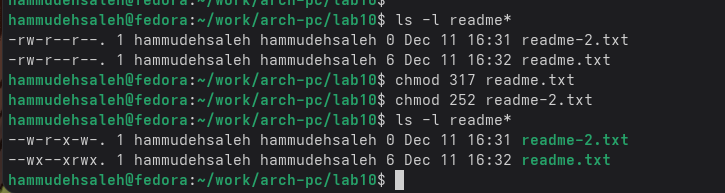 hammudehsaleh@fedora:~/work/arch-pc/lab10$ ls -l readme*
-rw-r--r--. 1 hammudehsaleh hammudehsaleh 0 Dec 11 16:31 readme-2.txt
-rw-r--r--. 1 hammudehsaleh hammudehsaleh 6 Dec 11 16:32 readme.txt
hammudehsaleh@fedora:~/work/arch-pc/lab10$ chmod 317 readme.txt
hammudehsaleh@fedora:~/work/arch-pc/lab10$ chmod 252 readme-2.txt
hammudehsaleh@fedora:~/work/arch-pc/lab10$ ls -l readme*
--w-r-x-w-. 1 hammudehsaleh hammudehsaleh 0 Dec 11 16:31 readme-2.txt
--wx--xrwx. 1 hammudehsaleh hammudehsaleh 6 Dec 11 16:32 readme.txt
hammudehsaleh@fedora:~/work/arch-pc/lab10$